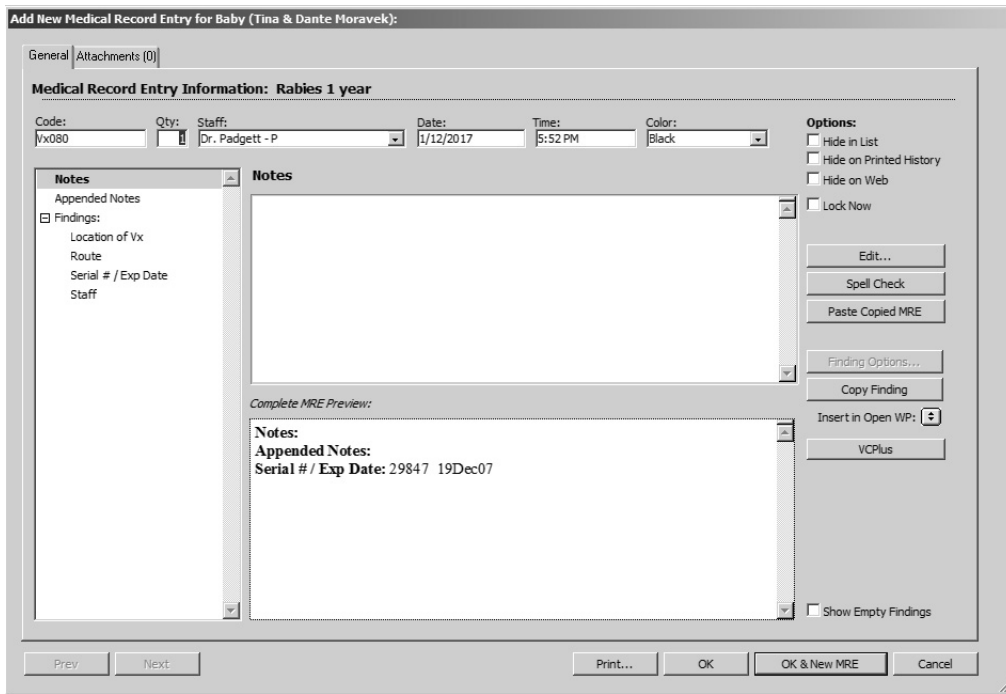 Add New Medical Record Entry for Baby (Tina & Dante Moravek):
General Attachments (0)
Medical Record Entry Information: Rabies 1 year
Code: Qty: Staff: Date: Time: Color: Options:
Vx080 1 Dr. Padgett - P 1/12/2017 5:52 PM Black
Hide in List
Hide on Printed History
Hide on Web
Lock Now
Notes
Appended Notes
Findings:
Location of Vx
Route
Serial # / Exp Date
Staff
Notes
Edit...
Spell Check
Paste Copied MRE
Finding Options...
Copy Finding
Insert in Open WP:
VCPlus
Complete MRE Preview:
Notes:
Appended Notes:
Serial # / Exp Date: 29847 19Dec07
Show Empty Findings
Prev Next Print... OK OK & New MRE Cancel